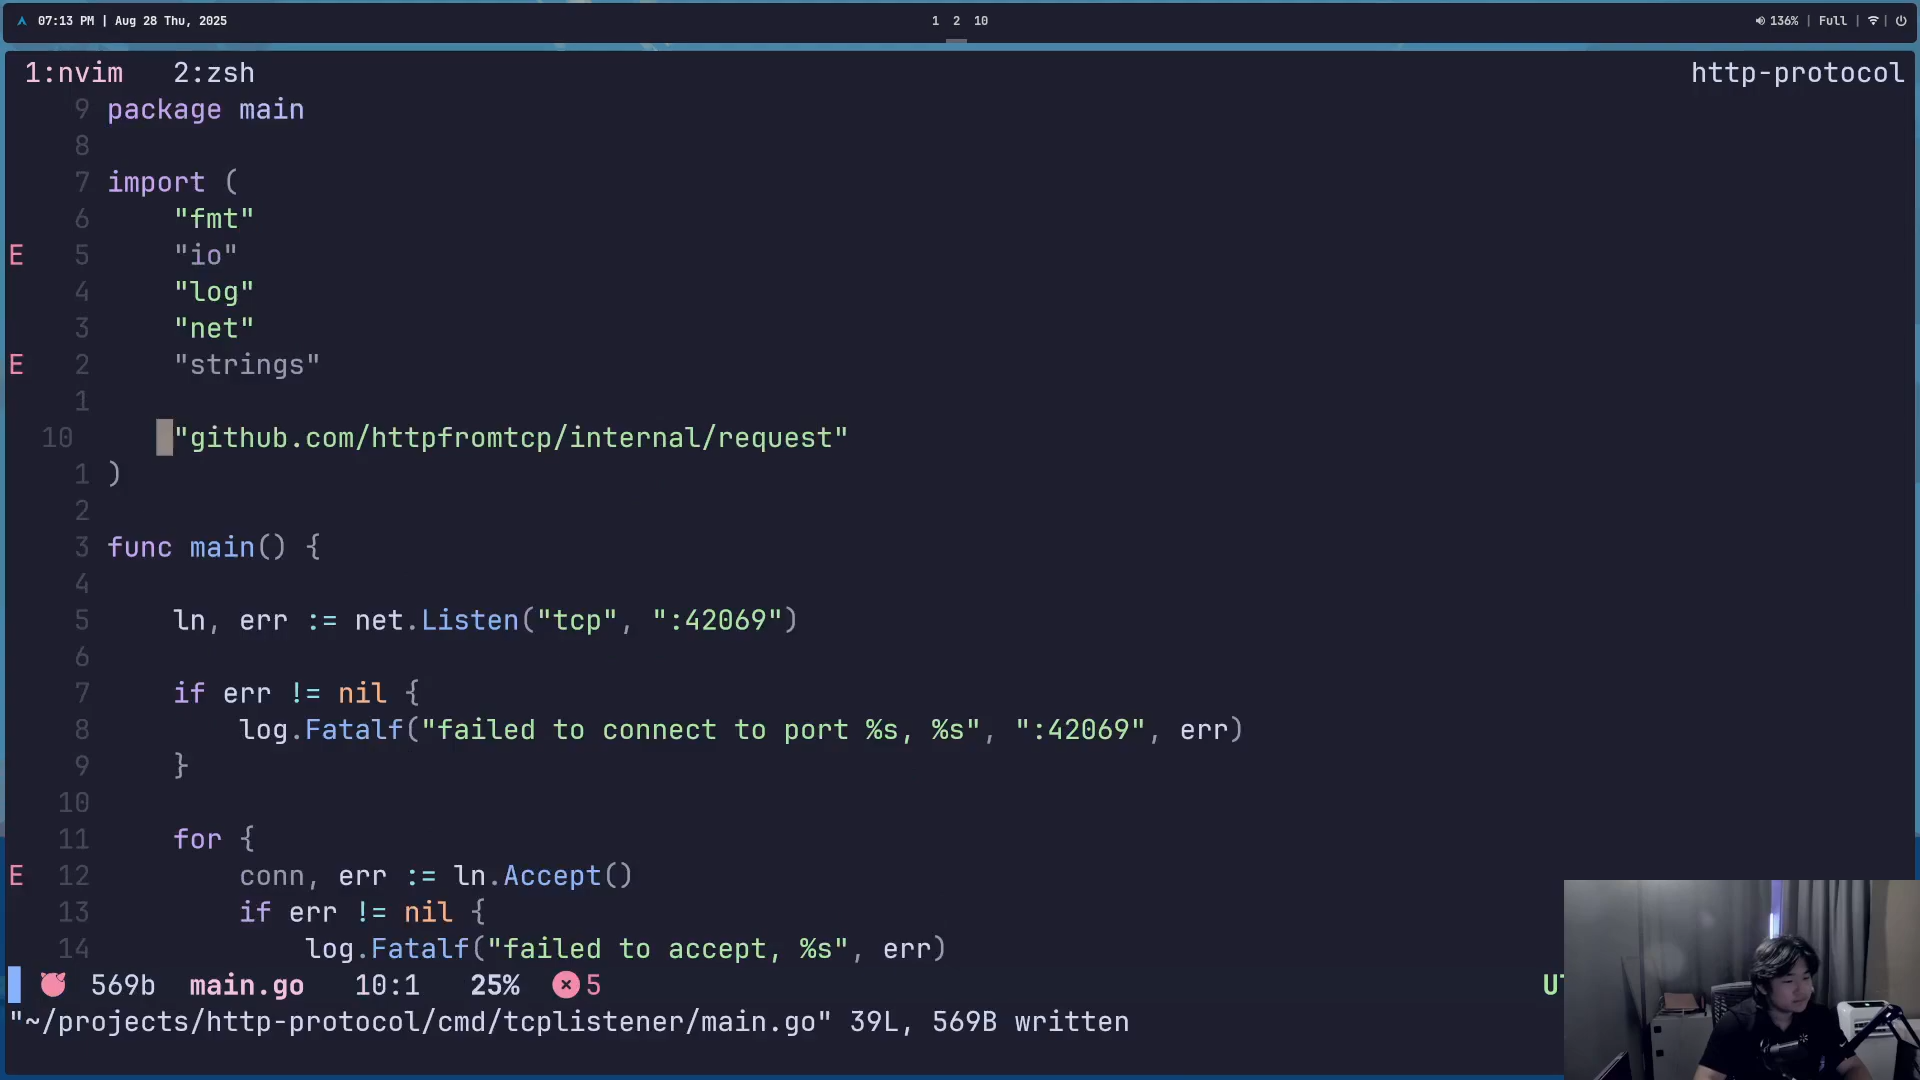 07:13 PM | Aug 28 Thu, 2025
1 2 10
136% | Full | |
1:nvim 2:zsh
http-protocol
9 package main
8
7 import (
6 "fmt"
E 5 "io"
4 "log"
3 "net"
E 2 "strings"
1
10 "github.com/httpfromtcp/internal/request"
1 )
2
3 func main() {
4
5 ln, err := net.Listen("tcp", ":42069")
6
7 if err != nil {
8 log.Fatalf("failed to connect to port %s, %s", ":42069", err)
9 }
10
11 for {
E 12 conn, err := ln.Accept()
13 if err != nil {
14 log.Fatalf("failed to accept, %s", err)
569b main.go 10:1 25% 5
"~/projects/http-protocol/cmd/tcplistener/main.go" 39L, 569B written